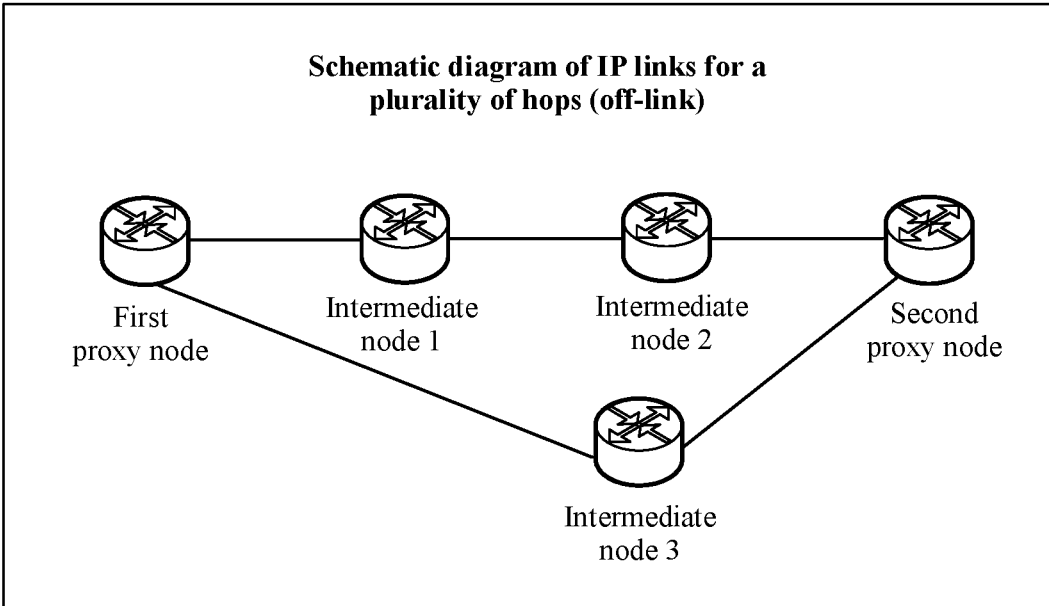 Schematic diagram of IP links for a
plurality of hops (off-link)
First
proxy node
Intermediate
node 1
Intermediate
node 2
Second
proxy node
Intermediate
node 3